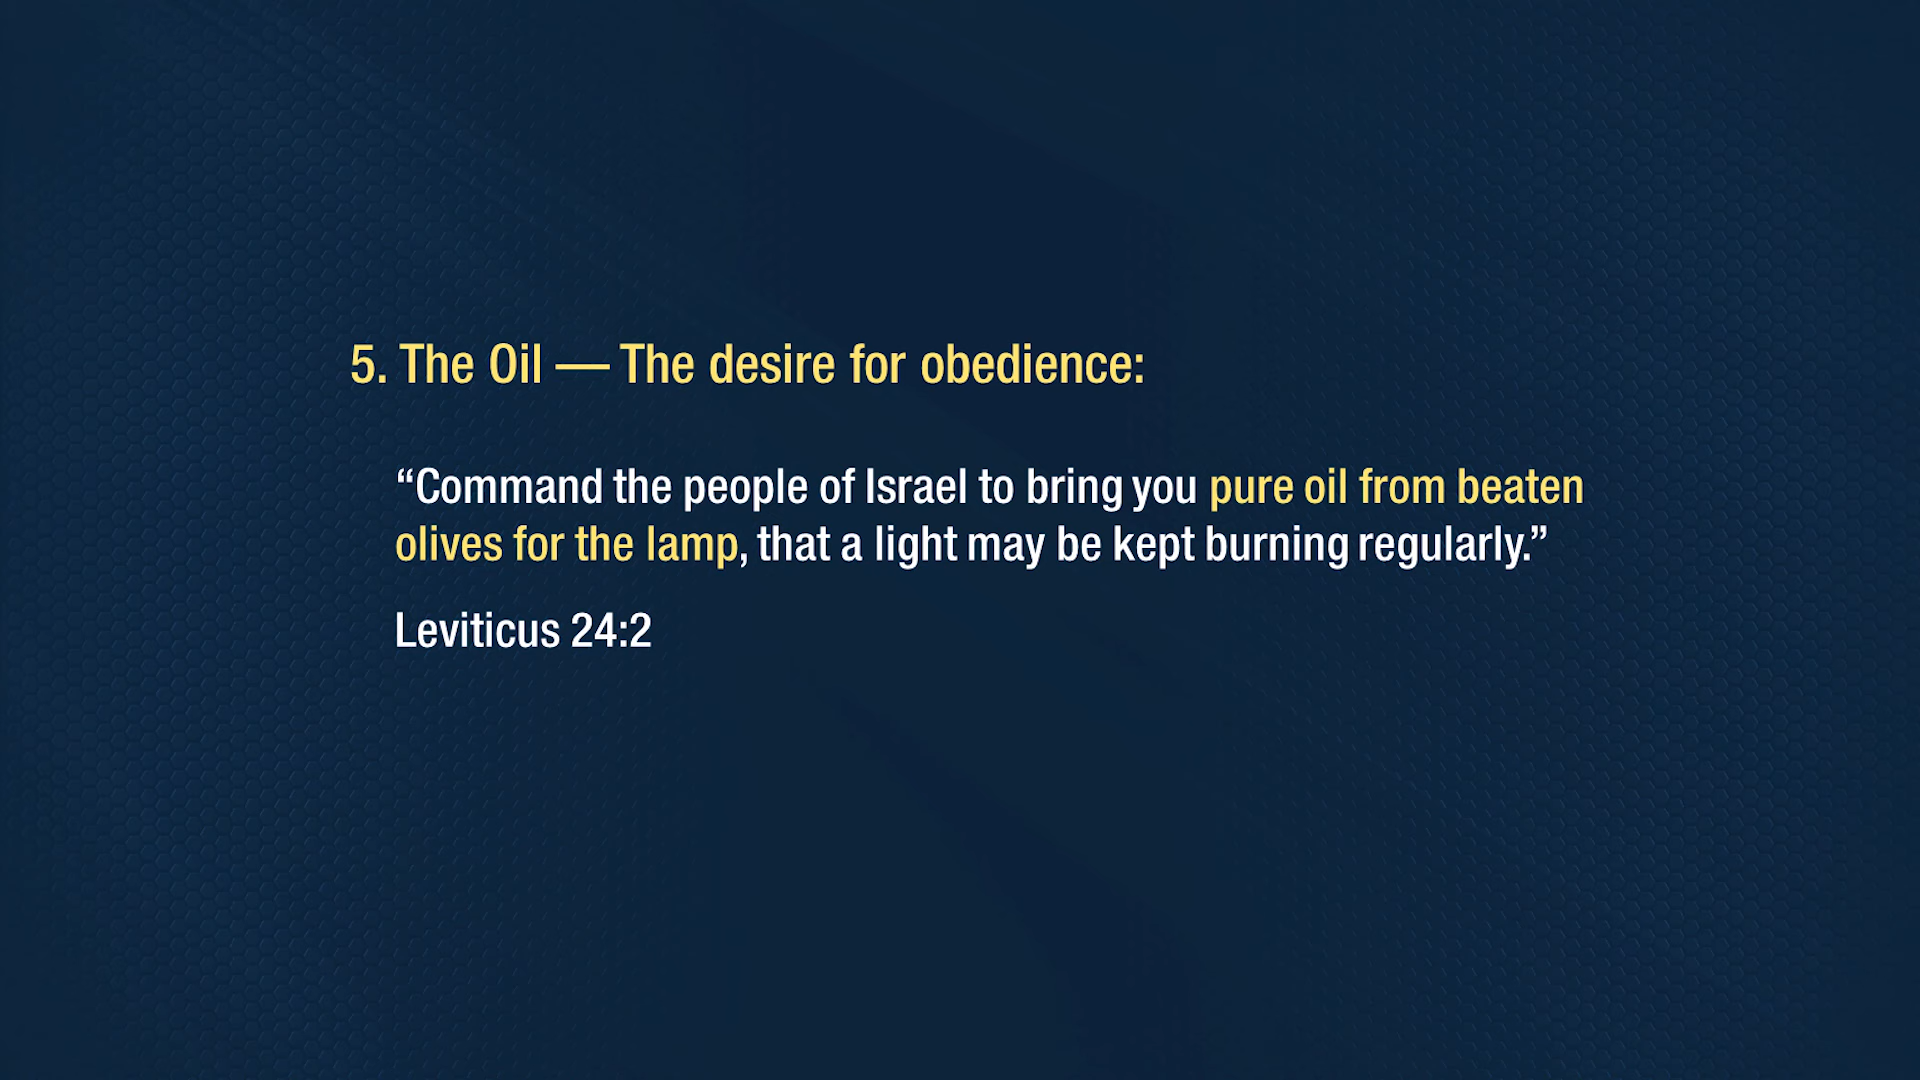 5. The Oil — The desire for obedience:
“Command the people of Israel to bring you pure oil from beaten
olives for the lamp, that a light may be kept burning regularly.”
Leviticus 24:2